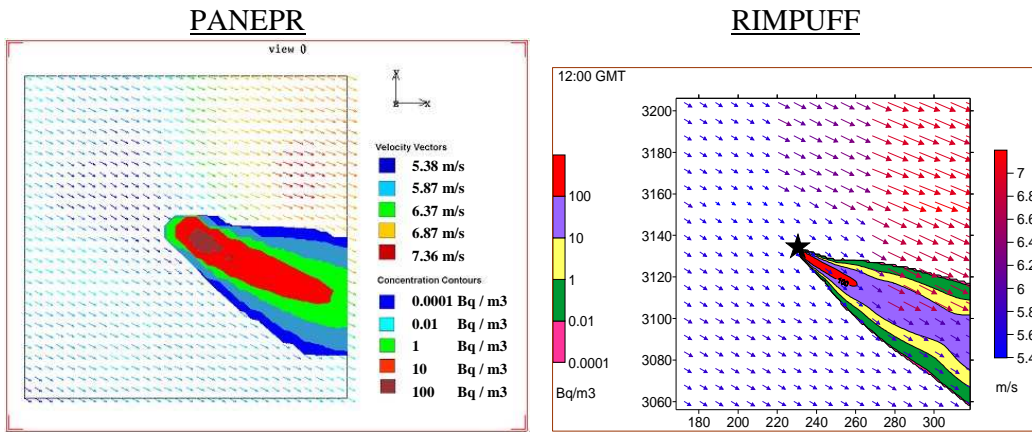 PANEPR
view 0
Y
Z X
Velocity Vectors
5.38 m/s
5.87 m/s
6.37 m/s
6.87 m/s
7.36 m/s
Concentration Contours
0.0001 Bq / m3
0.01 Bq / m3
1 Bq / m3
10 Bq / m3
100 Bq / m3
RIMPUFF
12:00 GMT
100
10
1
0.01
0.0001
Bq/m3
3200
3180
3160
3140
3120
3100
3080
3060
180 200 220 240 260 280 300
100
7
6.8
6.6
6.4
6.2
6
5.8
5.6
5.4
m/s